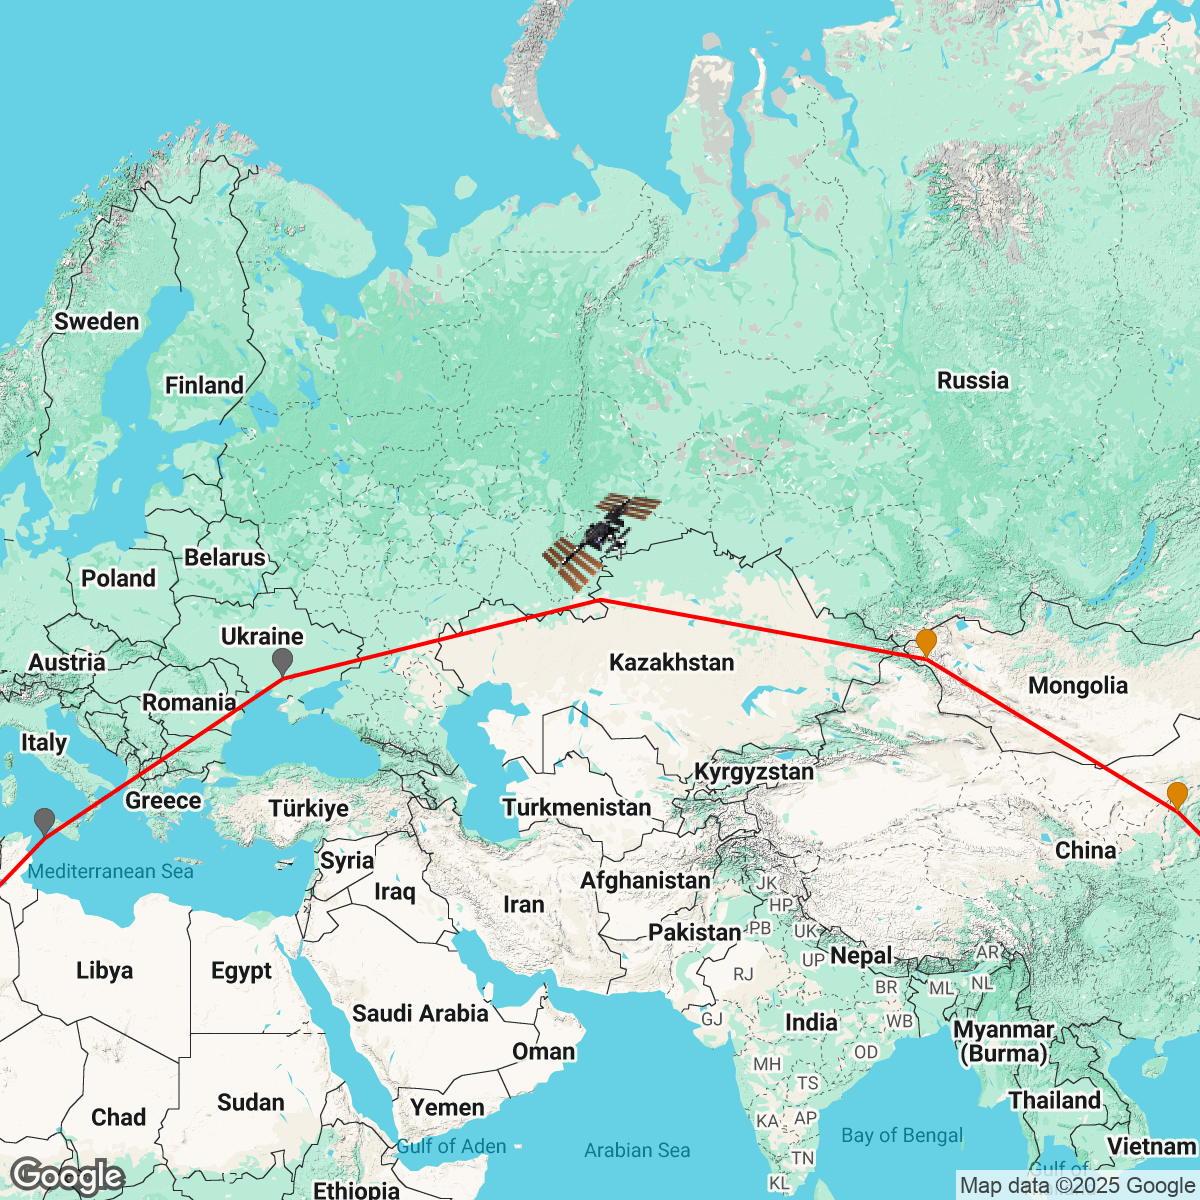 Sweden
Finland
Russia
Belarus
Poland
Ukraine
Austria
Kazakhstan
Mongolia
Romania
Italy
Kyrgyzstan
Greece
Türkiye
Turkmenistan
China
Syria
Mediterranean Sea
Afghanistan
JK
Iraq
Iran
HP
Pakistan
PB
UK
Nepal
AR
UP
Libya
Egypt
RJ
BR
ML
NL
Saudi Arabia
GJ
India
WB
Myanmar
(Burma)
Oman
OD
MH
TS
Sudan
Chad
Yemen
Thailand
KA
AP
Gulf of Aden
Arabian Sea
Bay of Bengal
Vietnam
TN
Gulf of
KL
Ethiopia
Google
Map data ©2025 Google